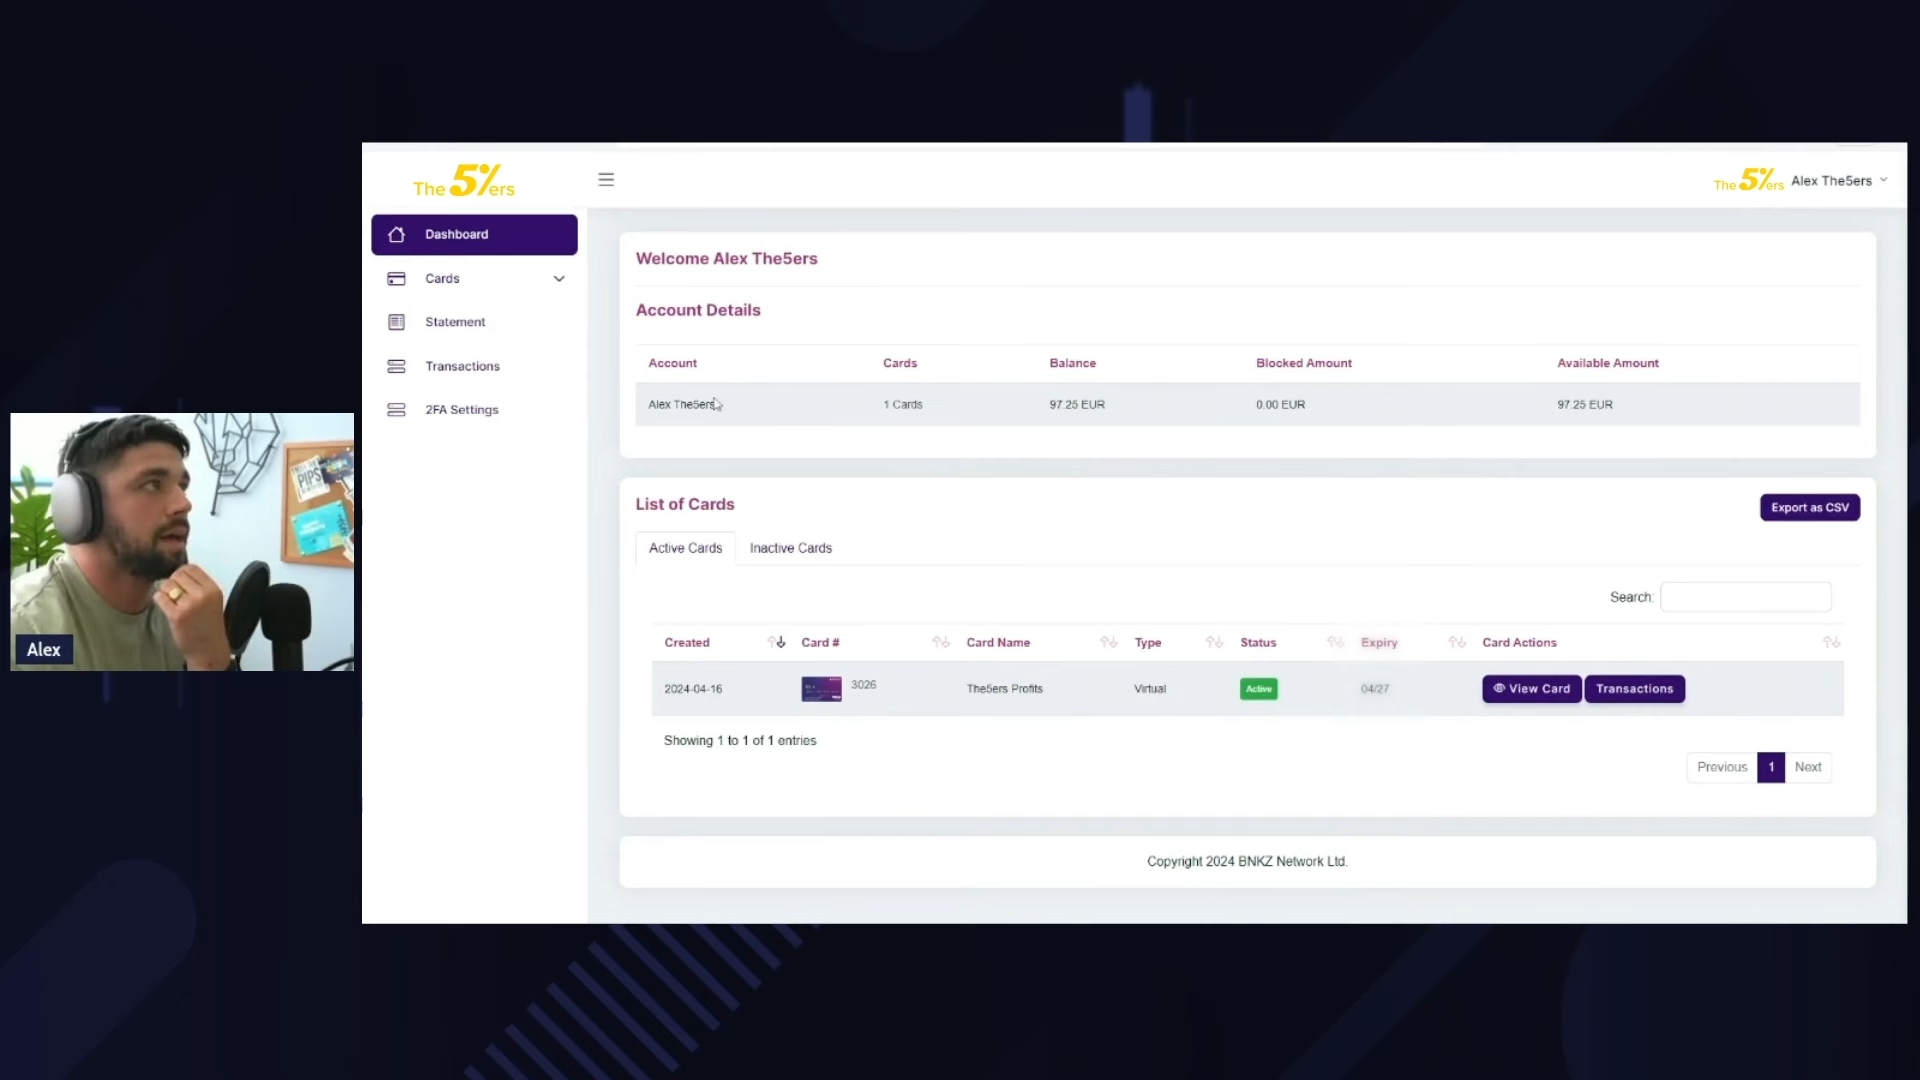 The 5%ers
The 5%ers Alex The5ers
Dashboard
Cards
Statement
Transactions
2FA Settings
Welcome Alex The5ers
Account Details
Account Cards Balance Blocked Amount Available Amount
Alex The5ers 1 Cards 97.25 EUR 0.00 EUR 97.25 EUR
List of Cards
Export as CSV
Active Cards Inactive Cards
Search:
Created Card # Card Name Type Status Expiry Card Actions
2024-04-16 3026 The5ers Profits Virtual Active 04/27 View Card Transactions
Showing 1 to 1 of 1 entries
Previous 1 Next
Copyright 2024 BNKZ Network Ltd.
PIPS
Alex